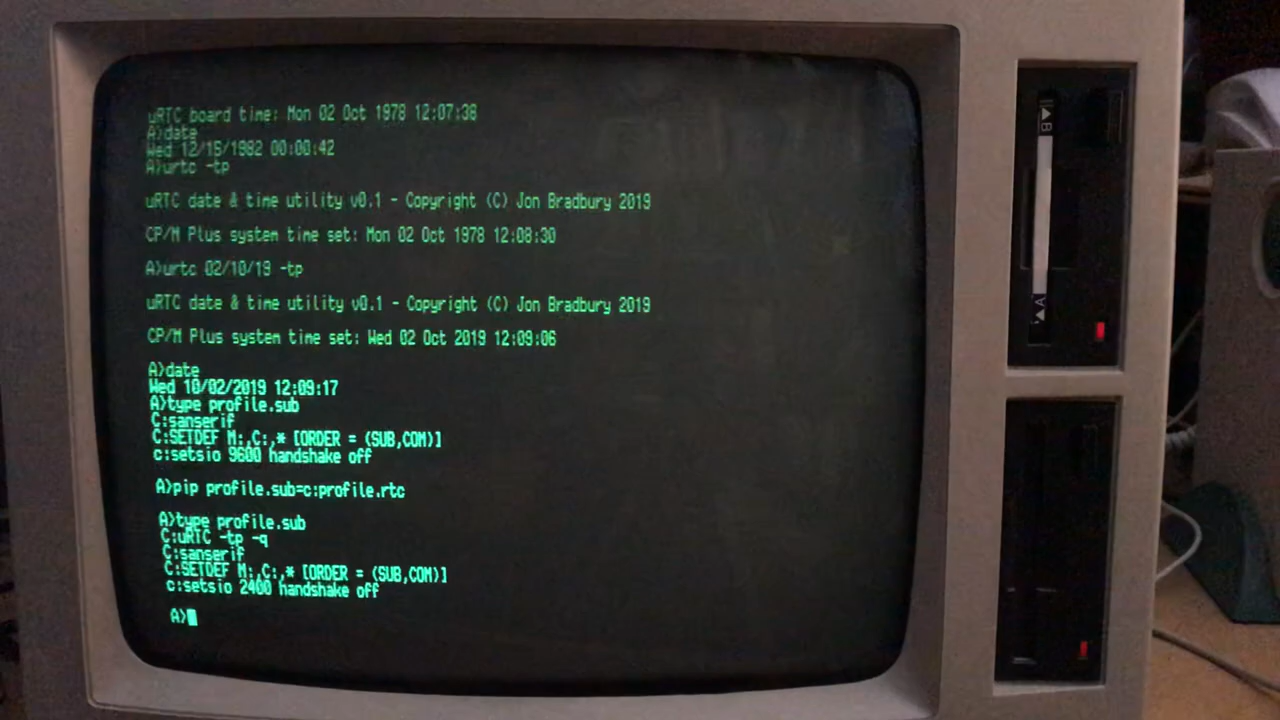 uRTC board time: Mon 02 Oct 1978 12:07:38
A>date
Wed 12/15/1982 00:00:42
A>urtc -tp
uRTC date & time utility v0.1 - Copyright (C) Jon Bradbury 2019
CP/M Plus system time set: Mon 02 Oct 1978 12:08:30
A>urtc 02/10/19 -tp
uRTC date & time utility v0.1 - Copyright (C) Jon Bradbury 2019
CP/M Plus system time set: Wed 02 Oct 2019 12:09:06
A>date
Wed 10/02/2019 12:09:17
A>type profile.sub
C:sanserif
C:SETDEF M:,C:,* [ORDER = (SUB,COM)]
c:setsio 9600 handshake off
A>pip profile.sub=c:profile.rtc
A>type profile.sub
C:uRTC -tp -q
C:sanserif
C:SETDEF M:,C:,* [ORDER = (SUB,COM)]
c:setsio 2400 handshake off
A>
B
A